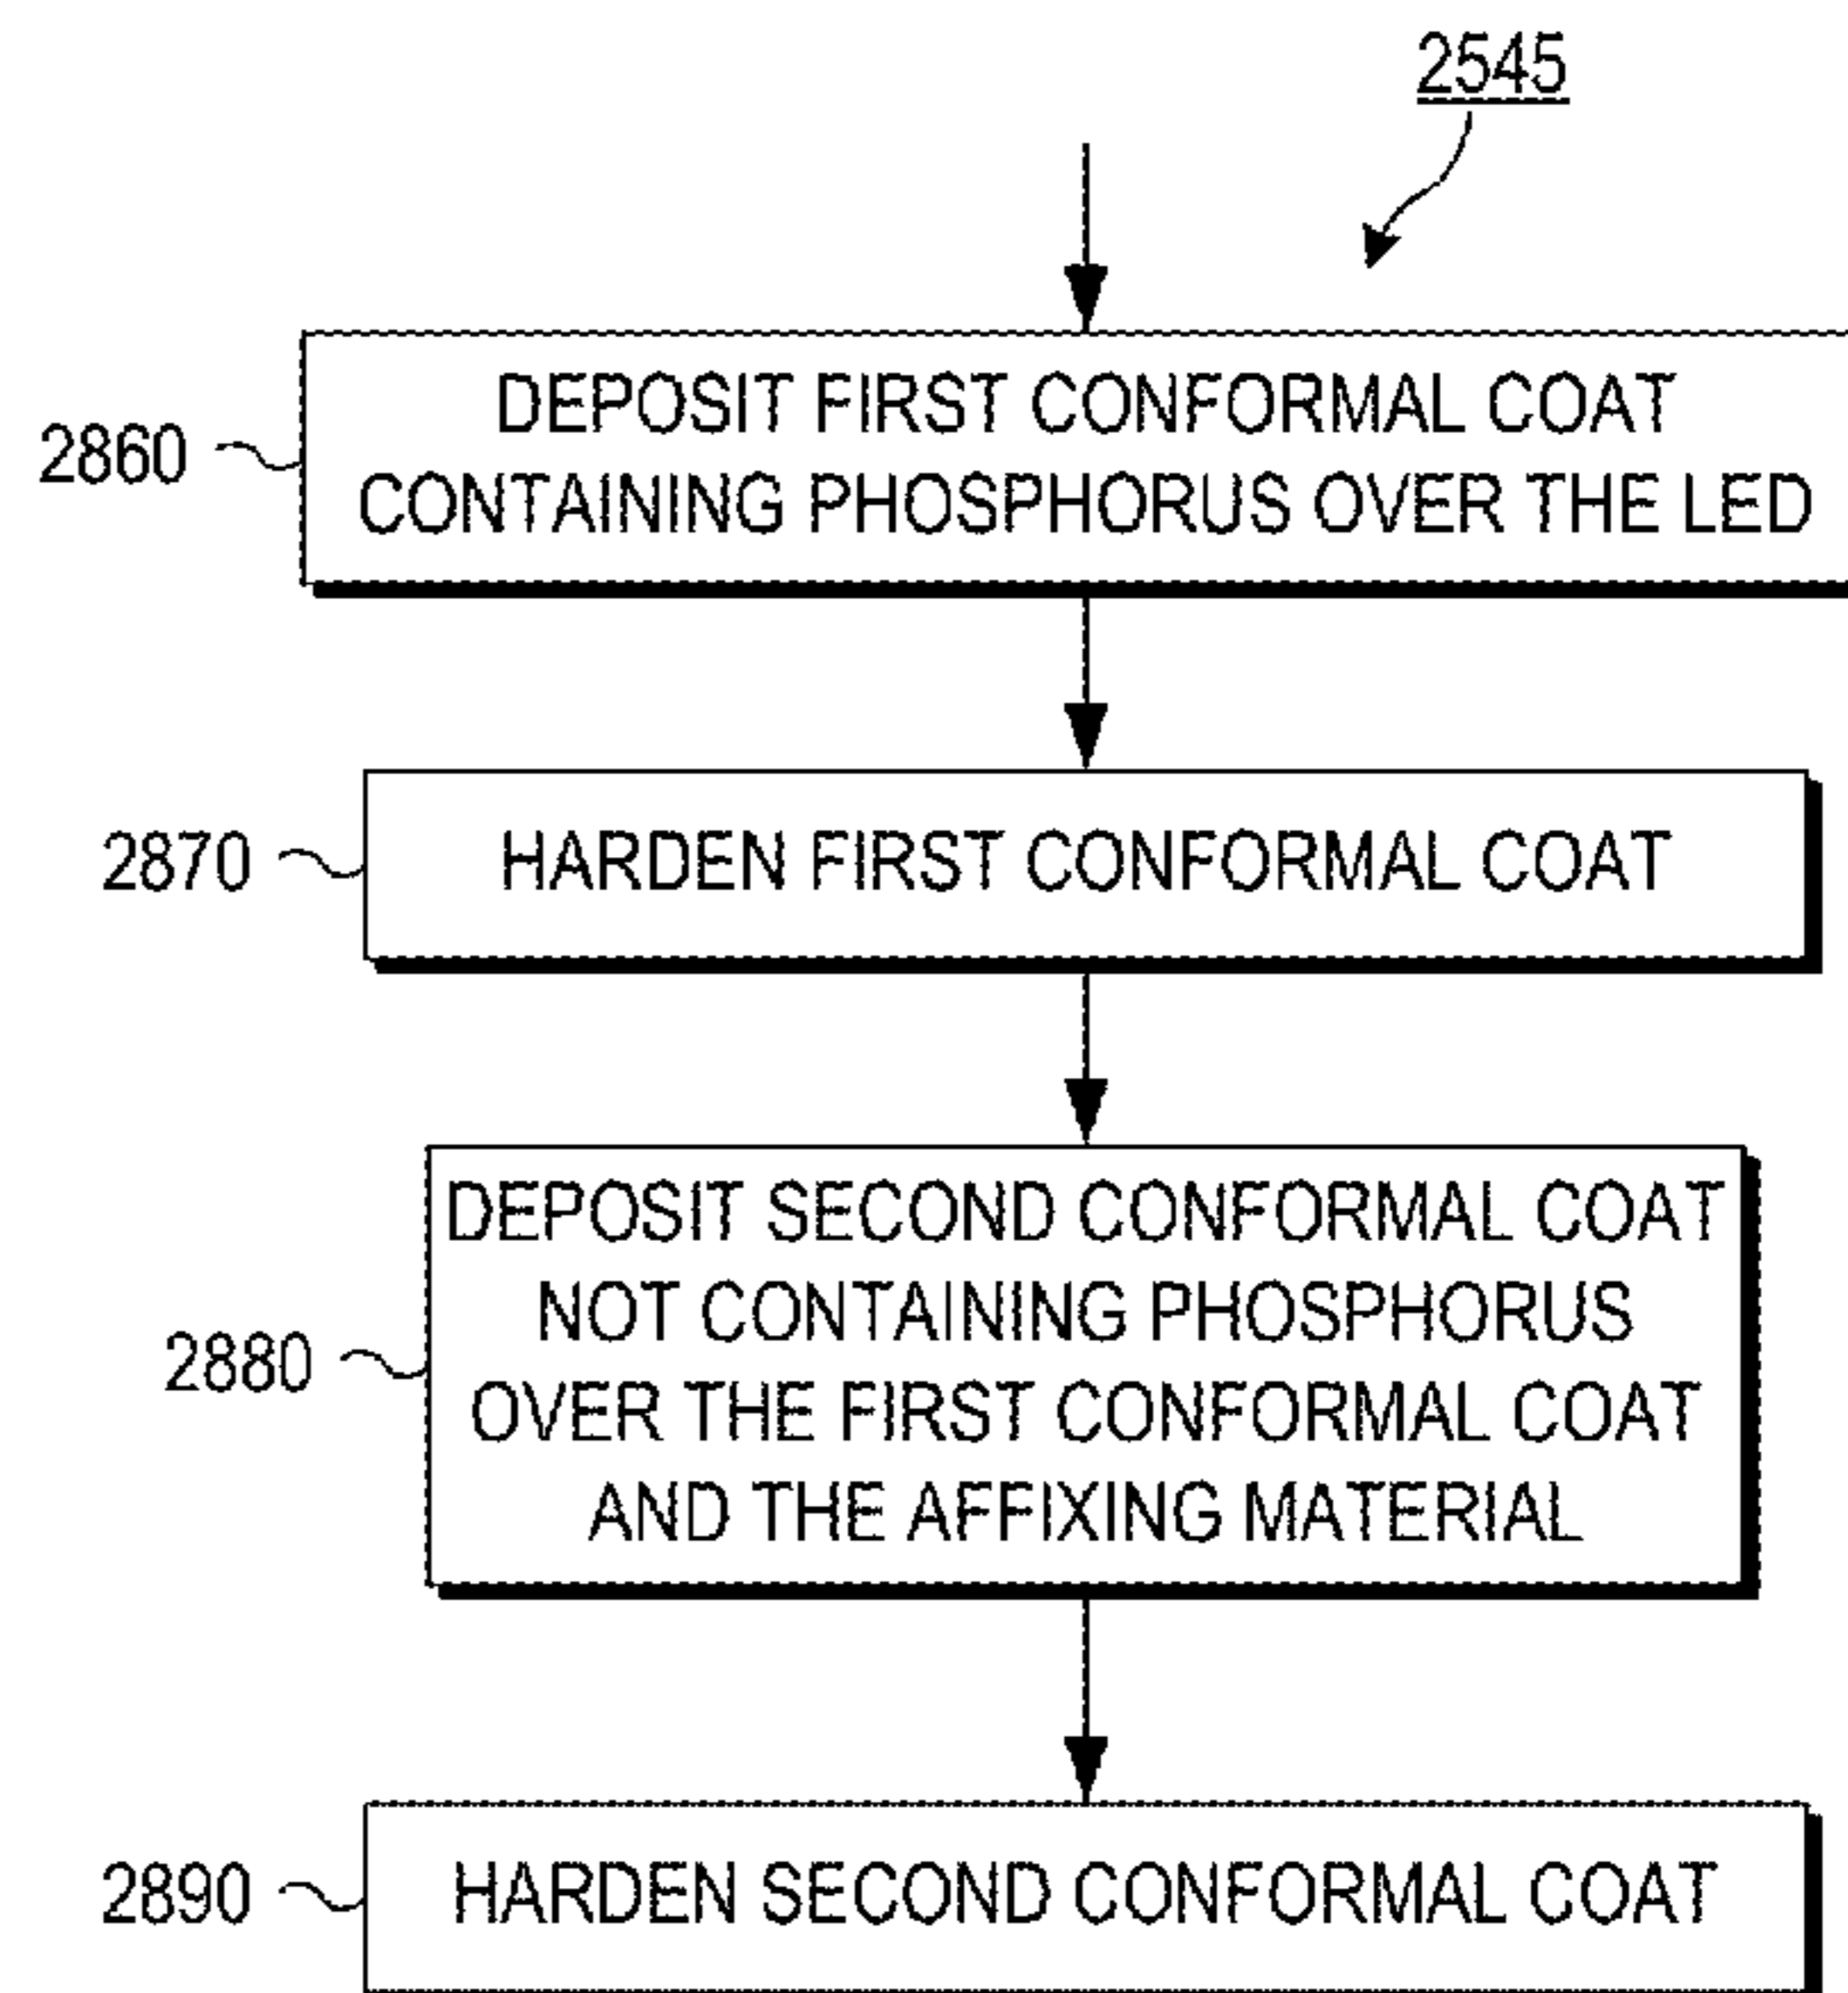 2545
DEPOSIT FIRST CONFORMAL COAT
CONTAINING PHOSPHORUS OVER THE LED
2860
HARDEN FIRST CONFORMAL COAT
2870
DEPOSIT SECOND CONFORMAL COAT
NOT CONTAINING PHOSPHORUS
OVER THE FIRST CONFORMAL COAT
AND THE AFFIXING MATERIAL
2880
HARDEN SECOND CONFORMAL COAT
2890